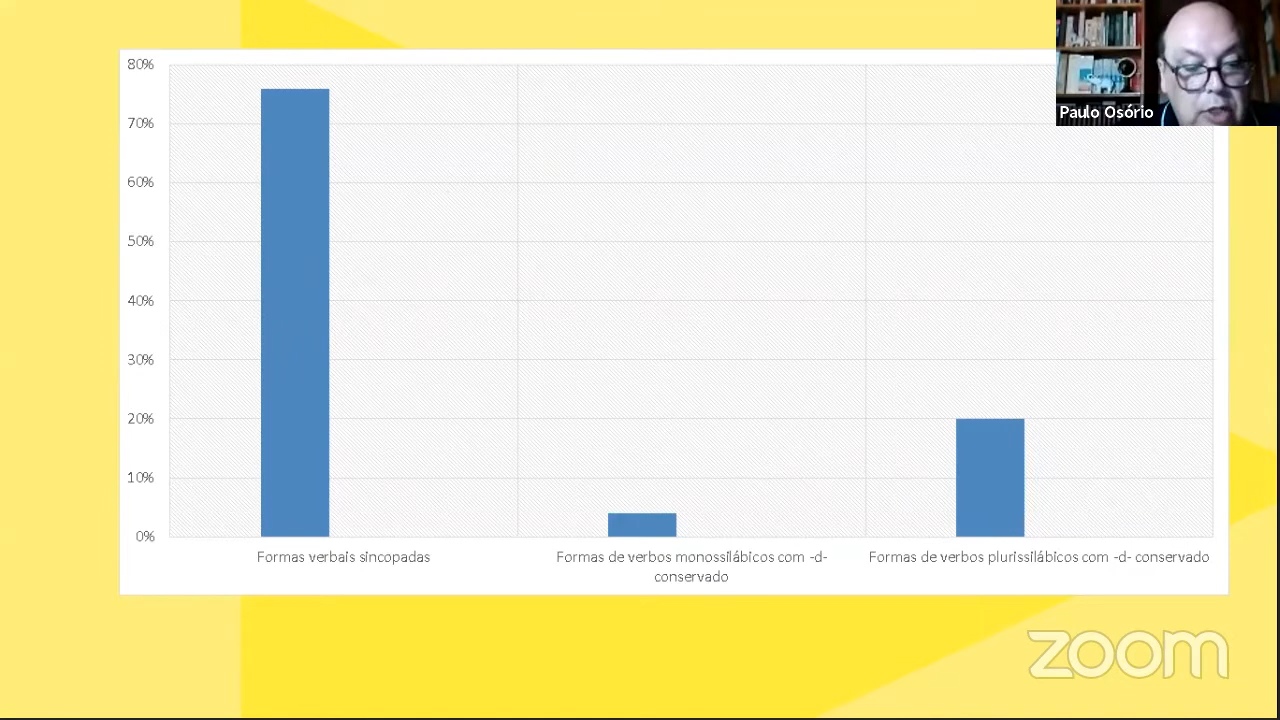 Paulo Osório
80%
70%
60%
50%
40%
30%
20%
10%
0%
Formas verbais sincopadas
Formas de verbos monossilábicos com -d-
conservado
Formas de verbos plurissilábicos com -d- conservado
zoom